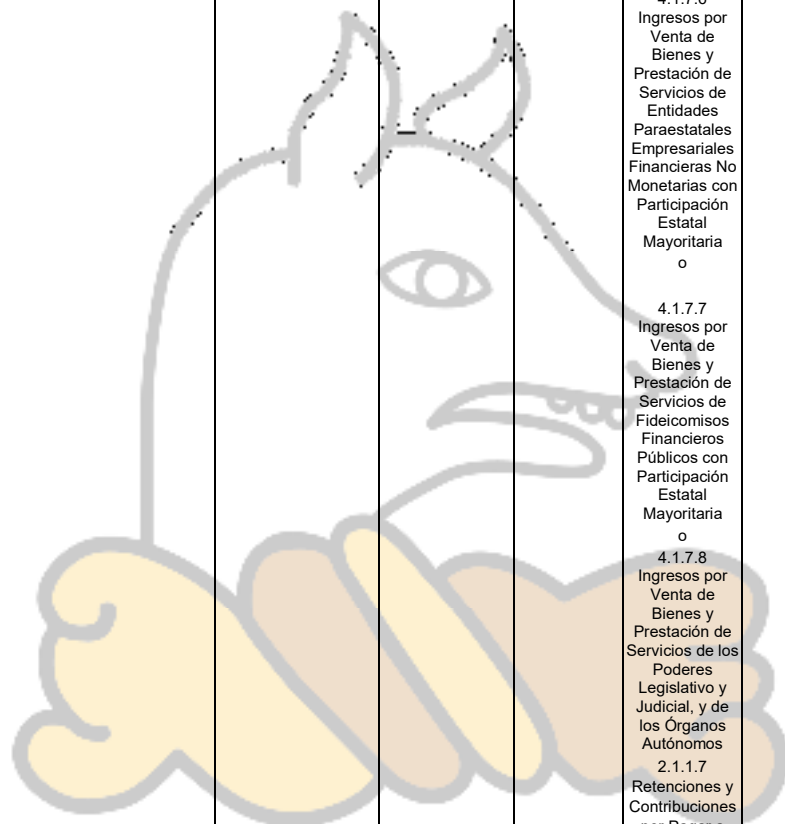 4.1.7.6
Ingresos por
Venta de
Bienes y
Prestación de
Servicios de
Entidades
Paraestatales
Empresariales
Financieras No
Monetarias con
Participación
Estatal
Mayoritaria
o
4.1.7.7
Ingresos por
Venta de
Bienes y
Prestación de
Servicios de
Fideicomisos
Financieros
Públicos con
Participación
Estatal
Mayoritaria
o
4.1.7.8
Ingresos por
Venta de
Bienes y
Prestación de
Servicios de los
Poderes
Legislativo y
Judicial, y de
los Órganos
Autónomos
2.1.1.7
Retenciones y
Contribuciones
por Pagar o